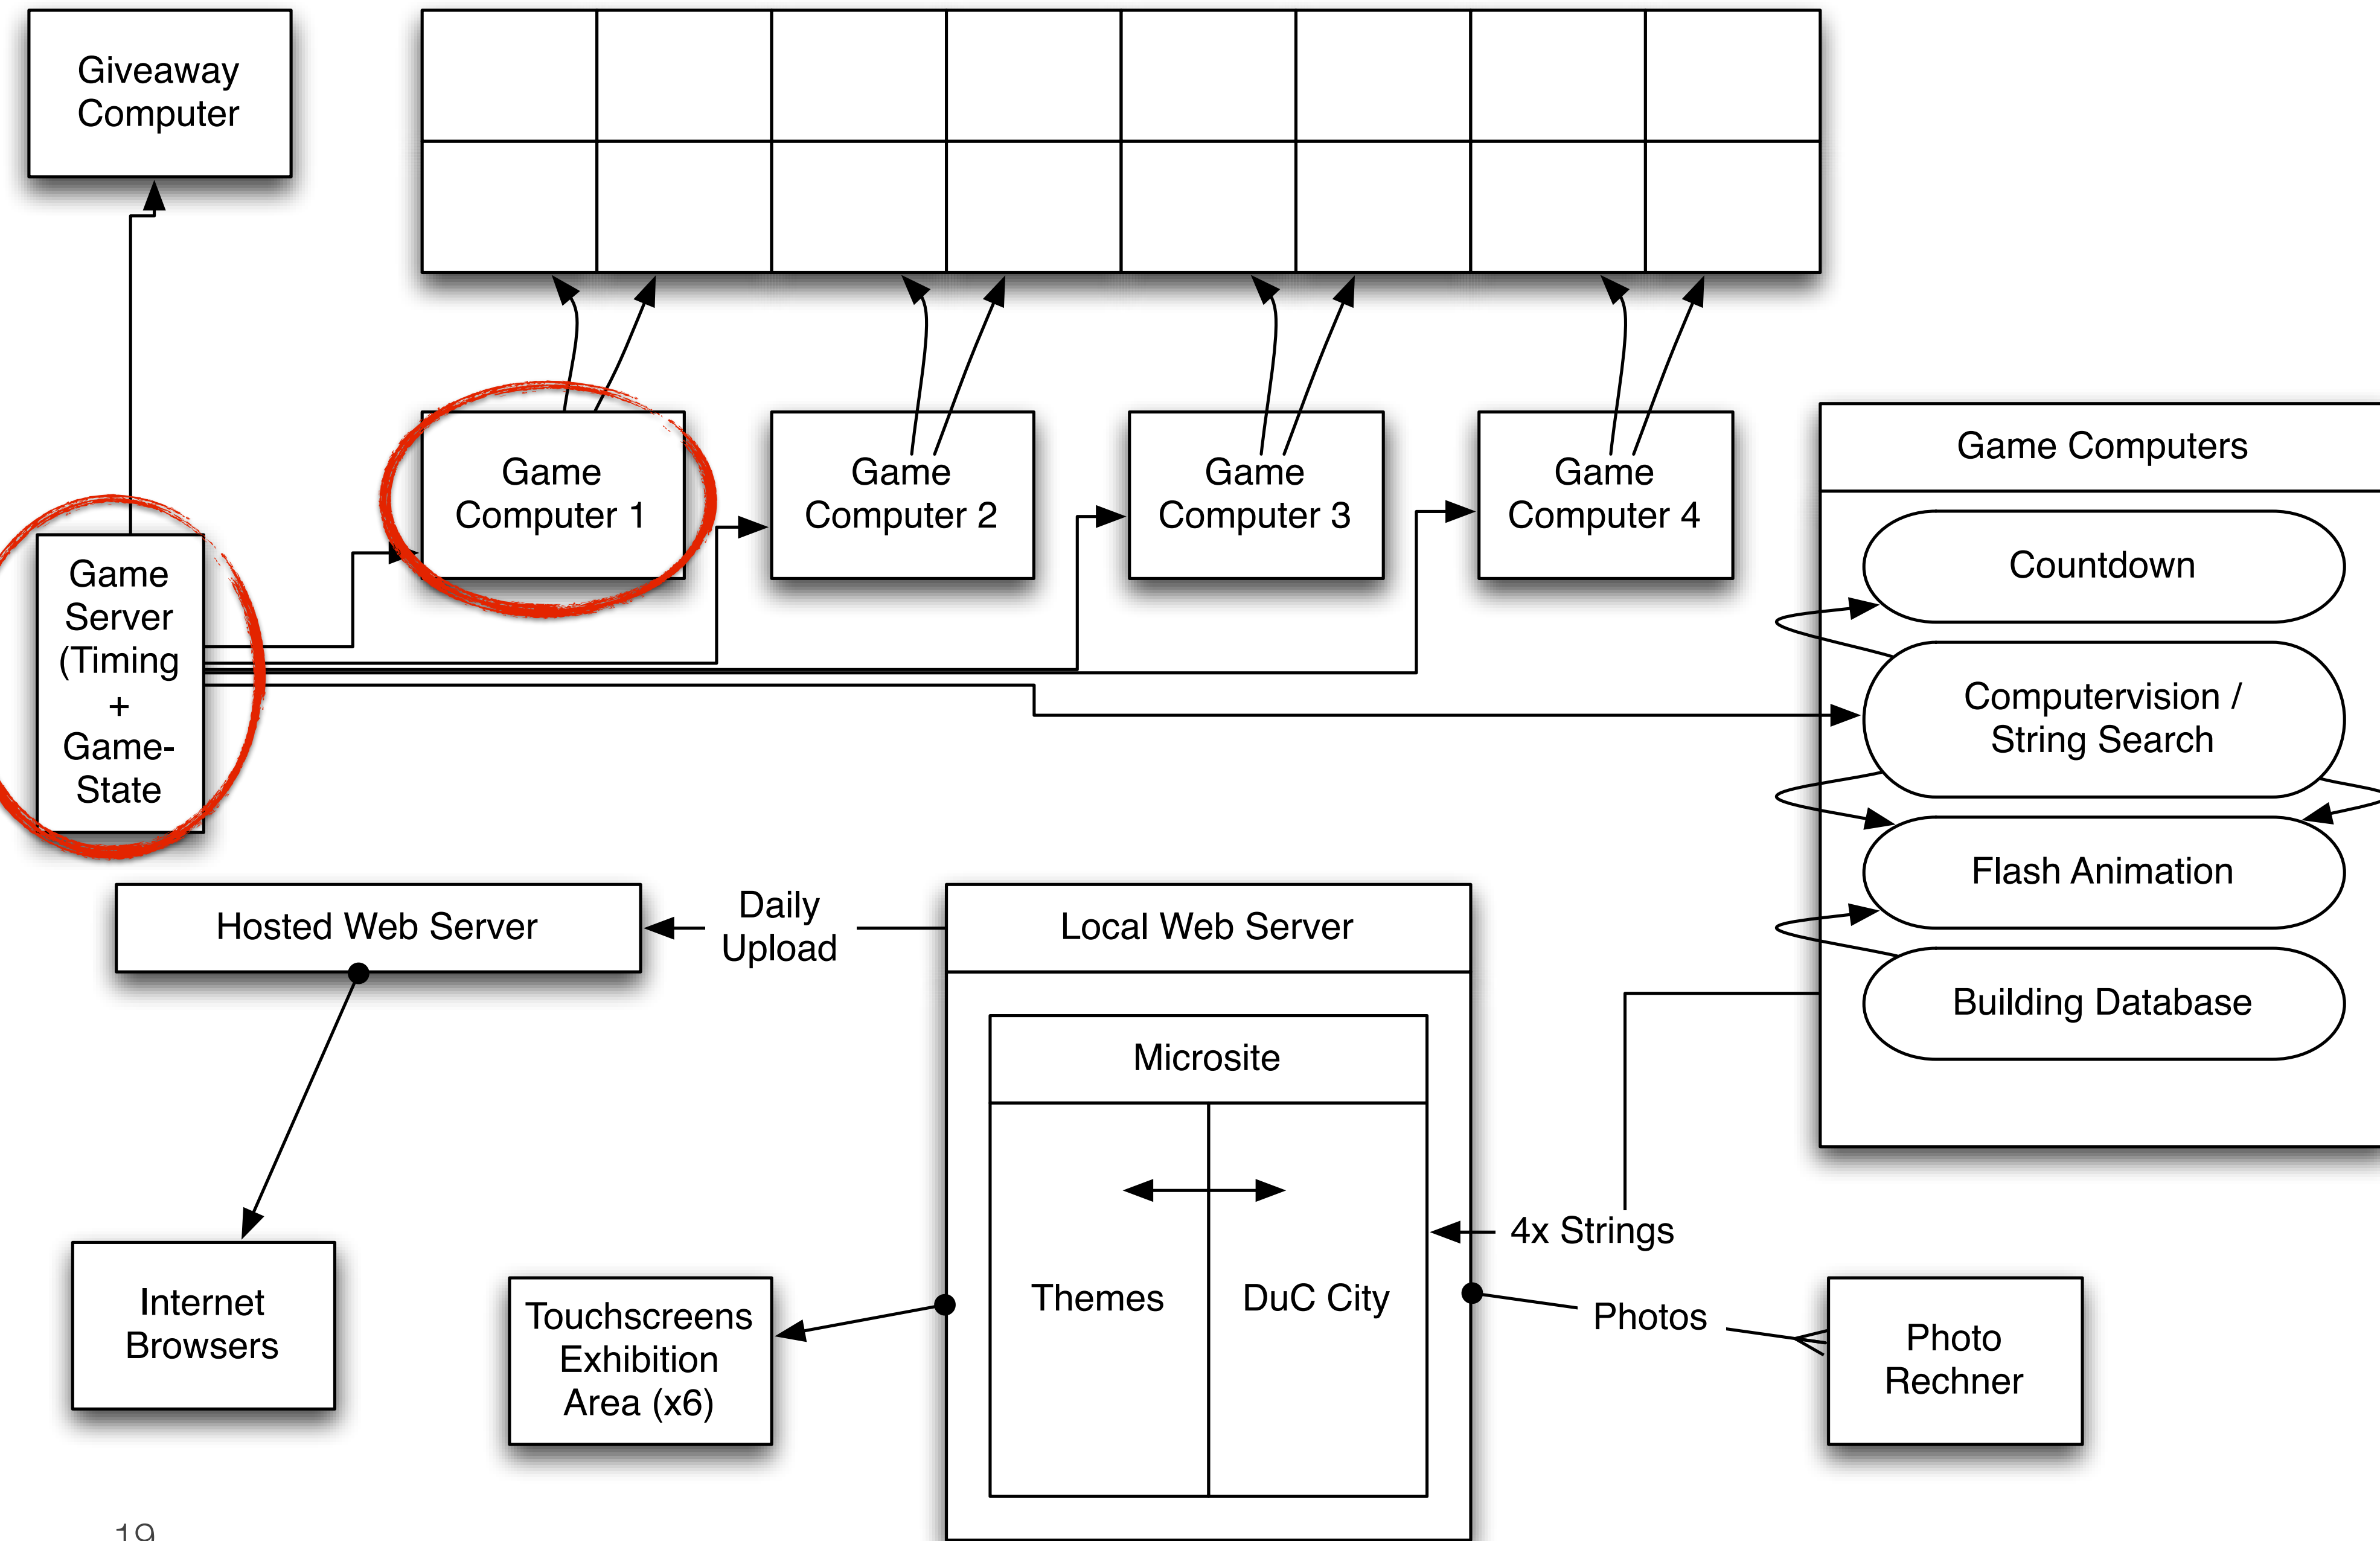 Giveaway
Computer
Game
Computer 1
Game
Computer 2
Game
Computer 3
Game
Computer 4
Game Computers
Countdown
Computervision /
String Search
Flash Animation
Building Database
Game
Server
(Timing
+
Game-
State
Hosted Web Server
Daily
Upload
Local Web Server
Microsite
Themes
DuC City
4x Strings
Photos
Photo
Rechner
Internet
Browsers
Touchscreens
Exhibition
Area (x6)
19